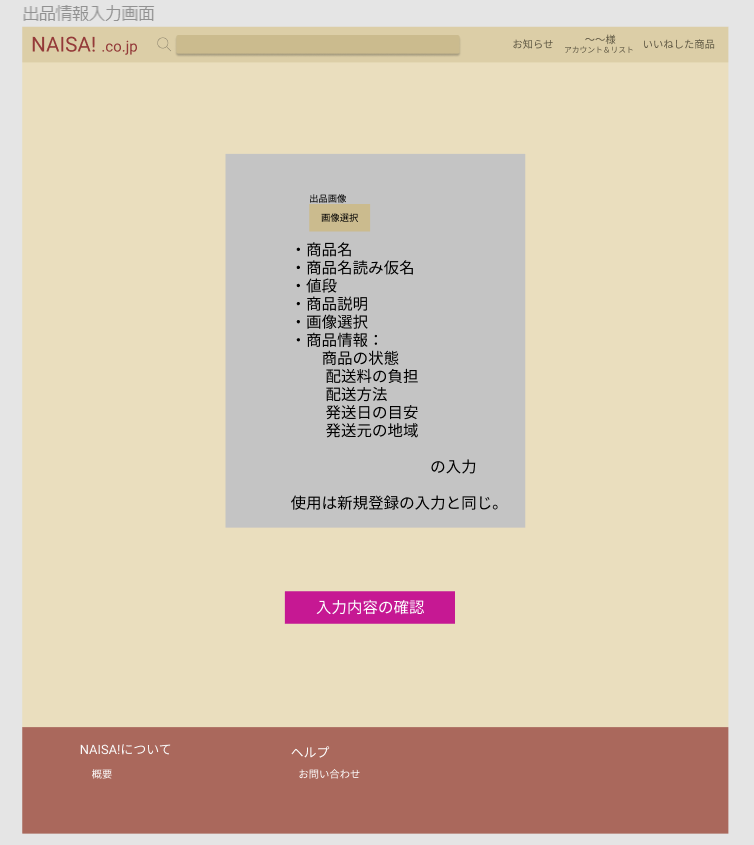 出品情報入力画面
NAISA! .co.jp
お知らせ
〜〜様
アカウント＆リスト
いいねした商品
出品画像
画像選択
・商品名
・商品名読み仮名
・値段
・商品説明
・画像選択
・商品情報：
商品の状態
配送料の負担
配送方法
発送日の目安
発送元の地域
の入力
使用は新規登録の入力と同じ。
入力内容の確認
NAISA!について
ヘルプ
概要
お問い合わせ